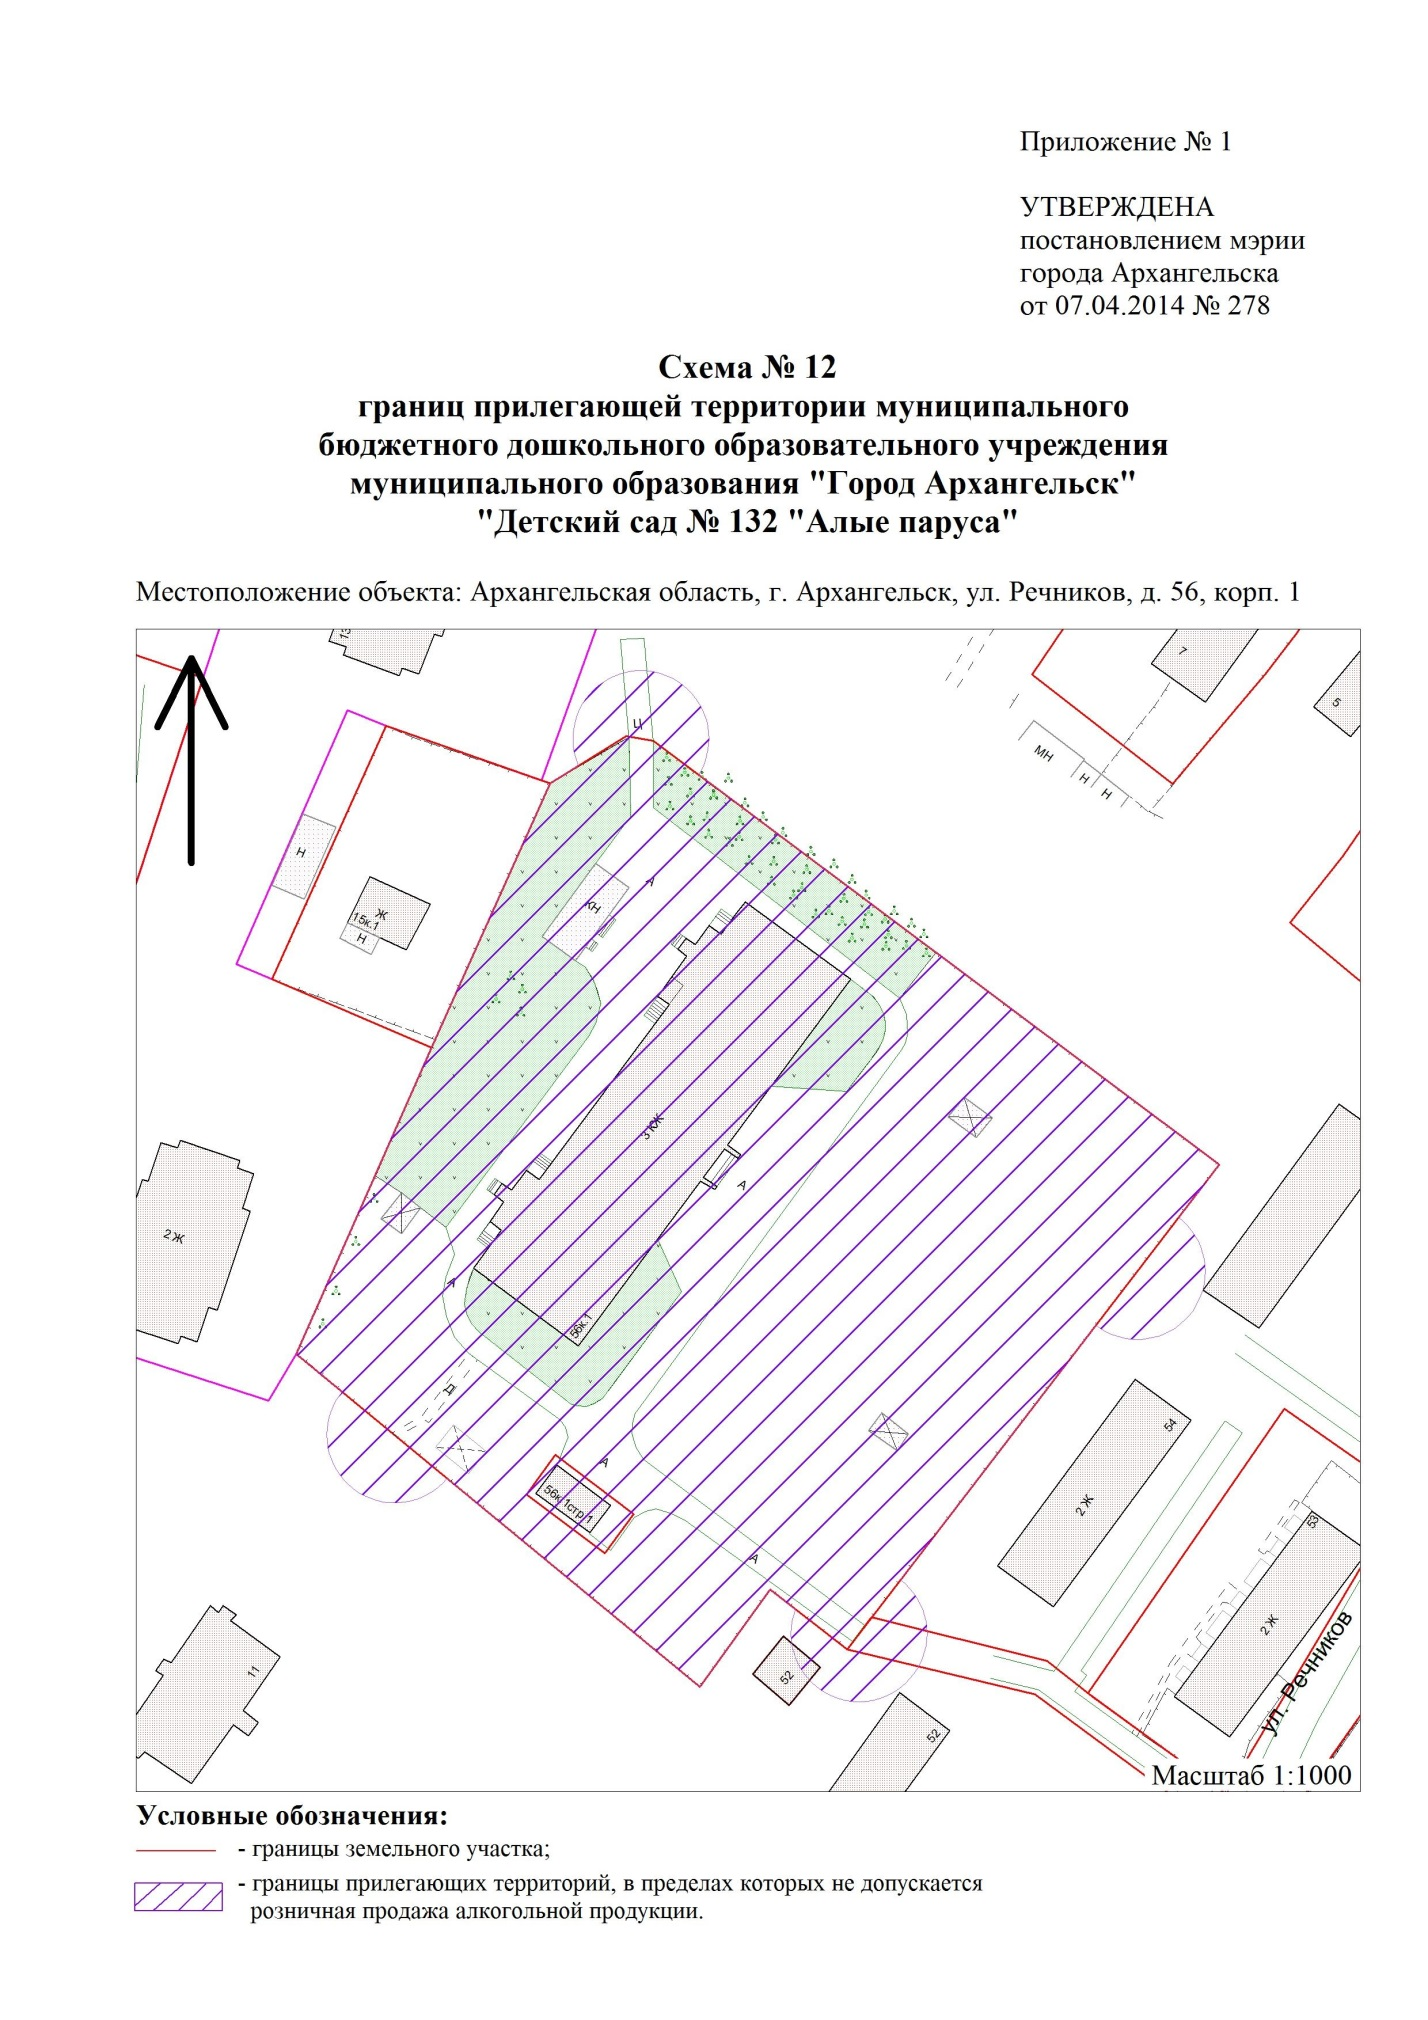 Приложение № 1
УТВЕРЖДЕНА
постановлением мэрии
города Архангельска
от 07.04.2014 № 278
Схема № 12
границ прилегающей территории муниципального
бюджетного дошкольного образовательного учреждения
муниципального образования "Город Архангельск"
"Детский сад № 132 "Алые паруса"
Местоположение объекта: Архангельская область, г. Архангельск, ул. Речников, д. 56, корп. 1
7
5
Ц
МН
Н
Н
Н
А
КН
Ж
15к.1
Н
3 КЖ
А
2 Ж
А
56к.1
Д
54
А
56к.1стр.1
2 Ж
53
А
2 Ж
11
52
52
ул. Речников
Масштаб 1:1000
Условные обозначения:
- границы земельного участка;
- границы прилегающих территорий, в пределах которых не допускается
розничная продажа алкогольной продукции.